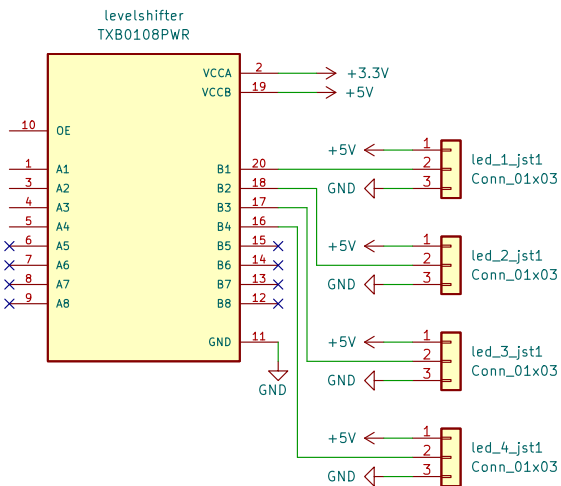 levelshifter
TXB0108PWR
VCCA 2 +3.3V
VCCB 19 +5V
10 OE
1 A1 B1 20
3 A2 B2 18
4 A3 B3 17
5 A4 B4 16
6 A5 B5 15
7 A6 B6 14
8 A7 B7 13
9 A8 B8 12
GND 11
GND
+5V 1
2
GND 3
led_1_jst1
Conn_01x03
+5V 1
2
GND 3
led_2_jst1
Conn_01x03
+5V 1
2
GND 3
led_3_jst1
Conn_01x03
+5V 1
2
GND 3
led_4_jst1
Conn_01x03